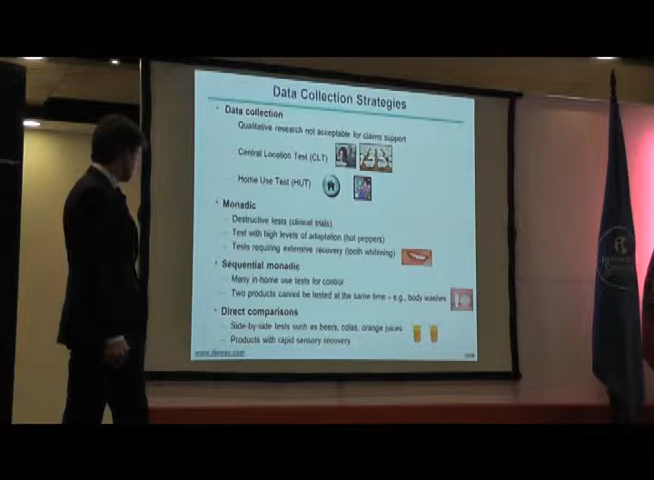 Data Collection Strategies
• Data collection
Qualitative research not acceptable for claims support
– Central Location Test (CLT)
– Home Use Test (HUT)
• Monadic
– Destructive tests (clinical trials)
– Test with high levels of adaptation (hot peppers)
– Tests requiring extensive recovery (tooth whitening)
• Sequential monadic
– Many in-home use tests for control
– Two products cannot be tested at the same time – e.g., body washes
• Direct comparisons
– Side-by-side tests such as beers, colas, orange juices
– Products with rapid sensory recovery